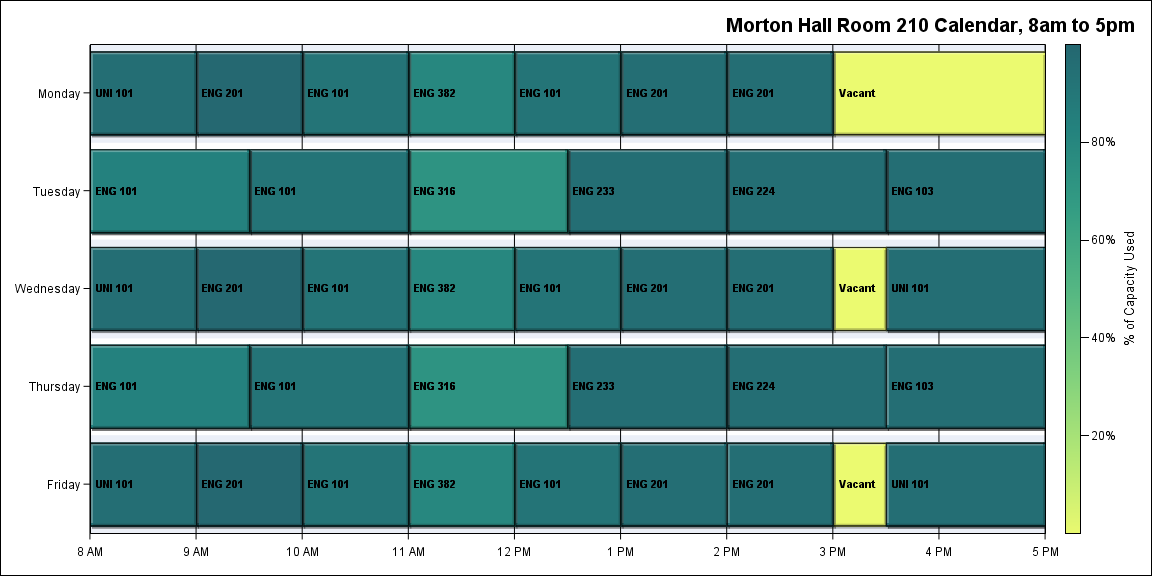 Morton Hall Room 210 Calendar, 8am to 5pm
Monday
UNI 101
ENG 201
ENG 101
ENG 382
ENG 101
ENG 201
ENG 201
Vacant
Tuesday
ENG 101
ENG 101
ENG 316
ENG 233
ENG 224
ENG 103
Wednesday
UNI 101
ENG 201
ENG 101
ENG 382
ENG 101
ENG 201
ENG 201
Vacant
UNI 101
Thursday
ENG 101
ENG 101
ENG 316
ENG 233
ENG 224
ENG 103
Friday
UNI 101
ENG 201
ENG 101
ENG 382
ENG 101
ENG 201
ENG 201
Vacant
UNI 101
8 AM
9 AM
10 AM
11 AM
12 PM
1 PM
2 PM
3 PM
4 PM
5 PM
80%
60%
40%
20%
% of Capacity Used